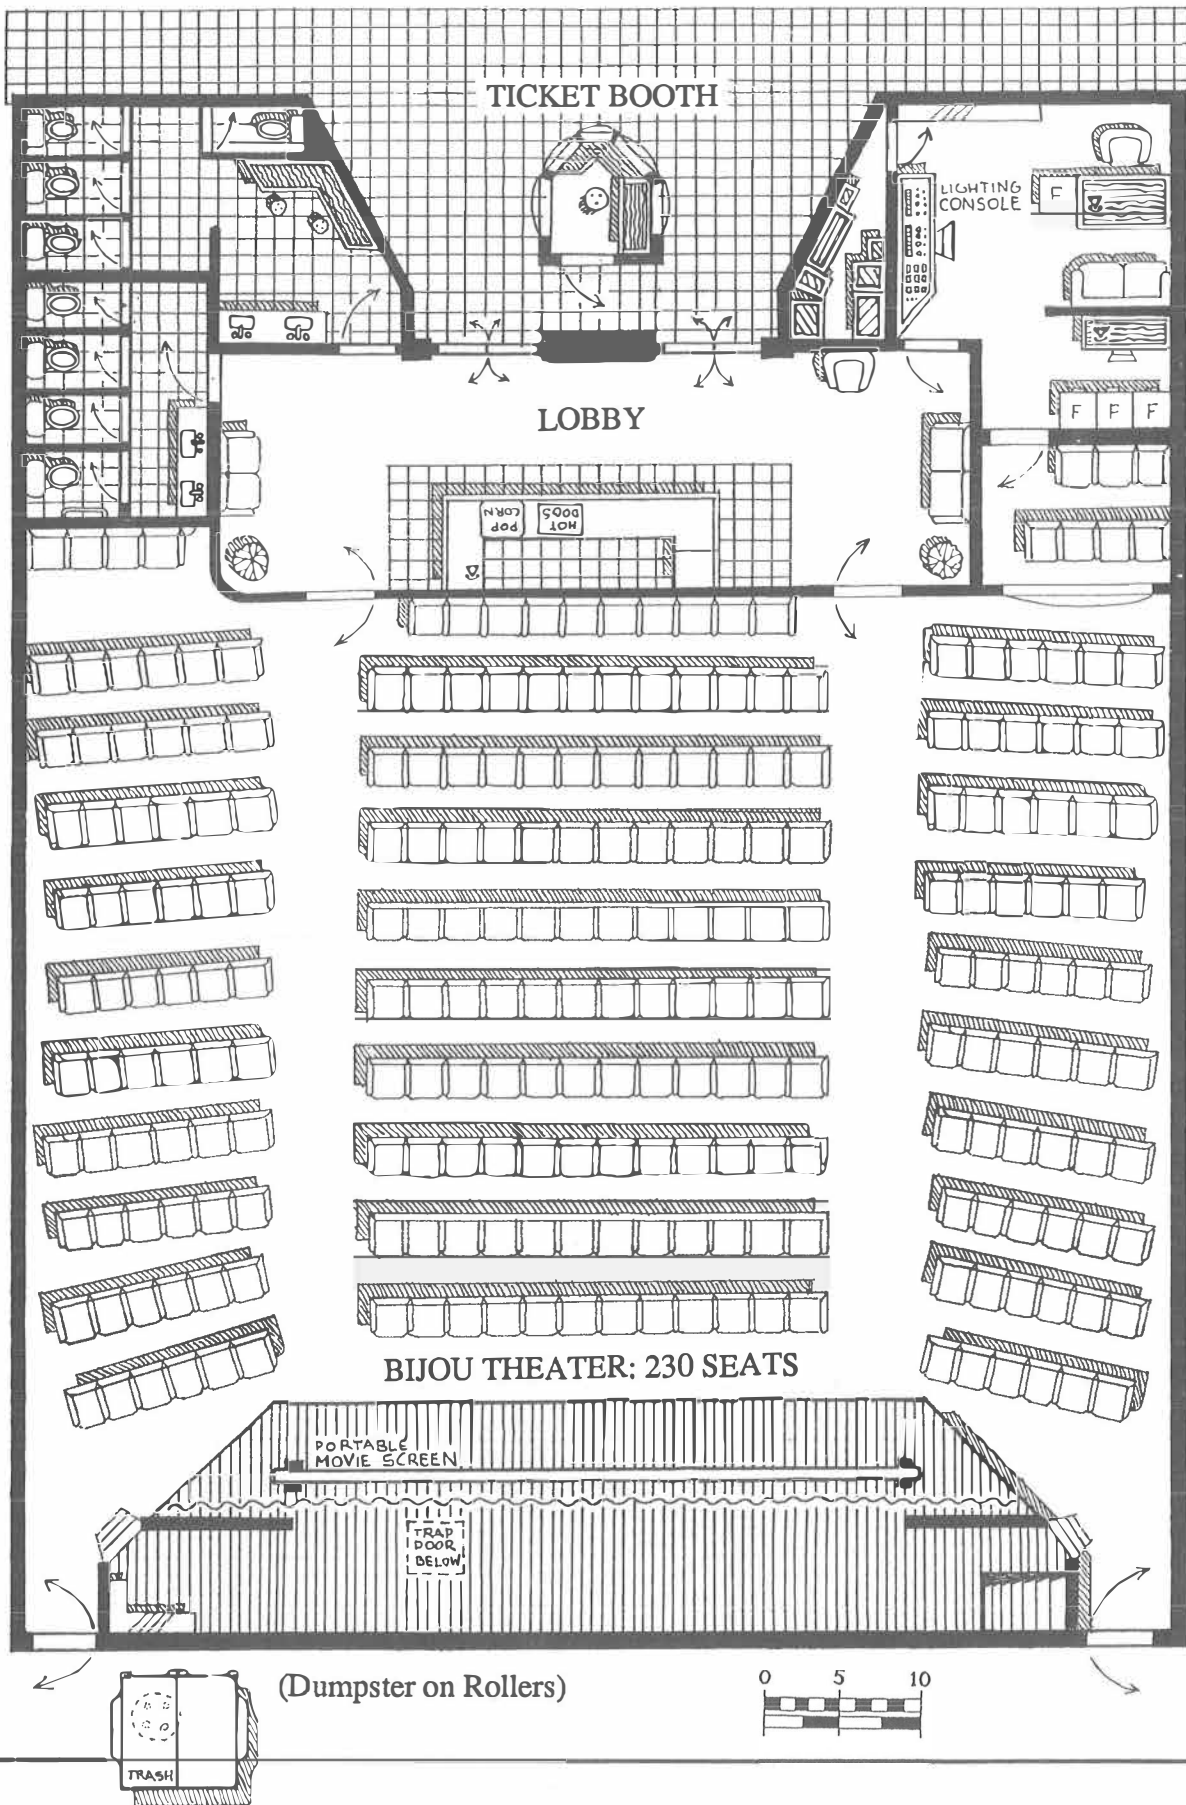 TICKET BOOTH
LIGHTING
CONSOLE
F
LOBBY
F F F
POP
CORN
HOT
DOGS
BIJOU THEATER: 230 SEATS
PORTABLE
MOVIE SCREEN
TRAP
DOOR
BELOW
(Dumpster on Rollers)
0 5 10
TRASH